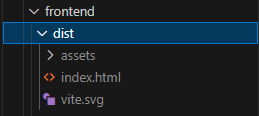 frontend
dist
assets
index.html
vite.svg